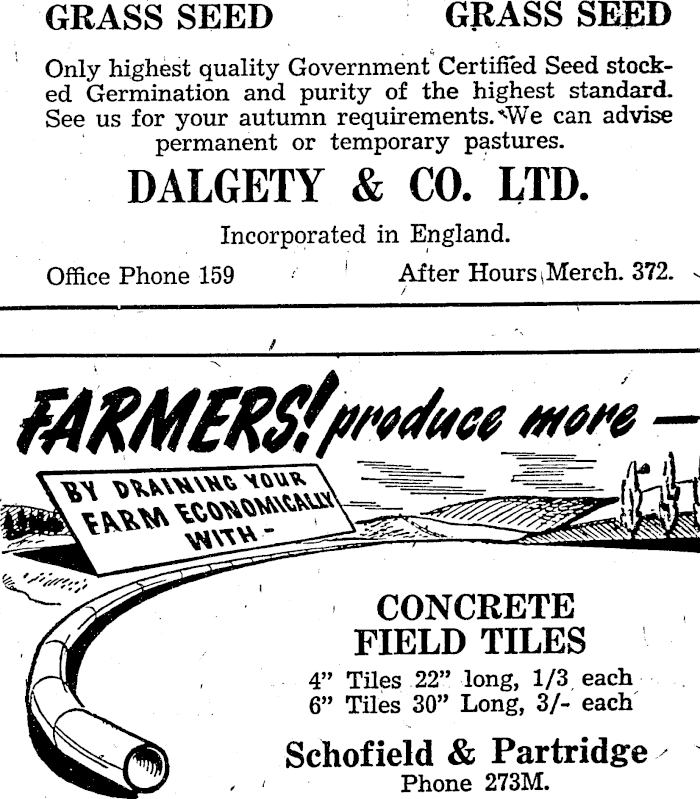 GRASS SEED GRASS SEED
Only highest quality Government Certified Seed stock-
ed Germination and purity of the highest standard.
See us for your autumn requirements. We can advise
permanent or temporary pastures.
DALGETY & CO. LTD.
Incorporated in England.
Office Phone 159 After Hours Merch. 372.
FARMERS! produce more —
BY DRAINING YOUR
FARM ECONOMICALLY
WITH -
CONCRETE
FIELD TILES
4” Tiles 22” long, 1/3 each
6” Tiles 30” Long, 3/- each
Schofield & Partridge
Phone 273M.